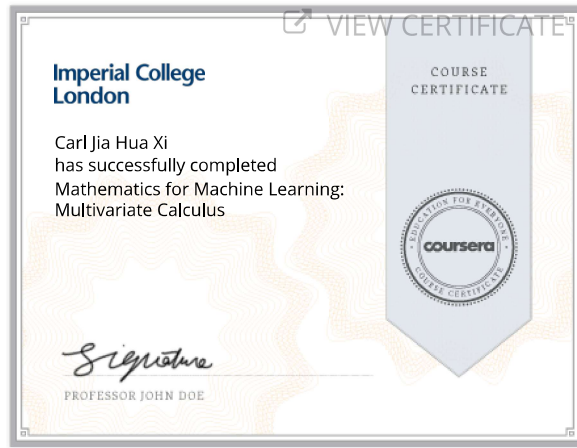 VIEW CERTIFICATE
Imperial College
London
COURSE
CERTIFICATE
Carl Jia Hua Xi
has successfully completed
Mathematics for Machine Learning:
Multivariate Calculus
EDUCATION FOR EVERYONE
coursera
COURSE CERTIFICATE
Signature
PROFESSOR JOHN DOE